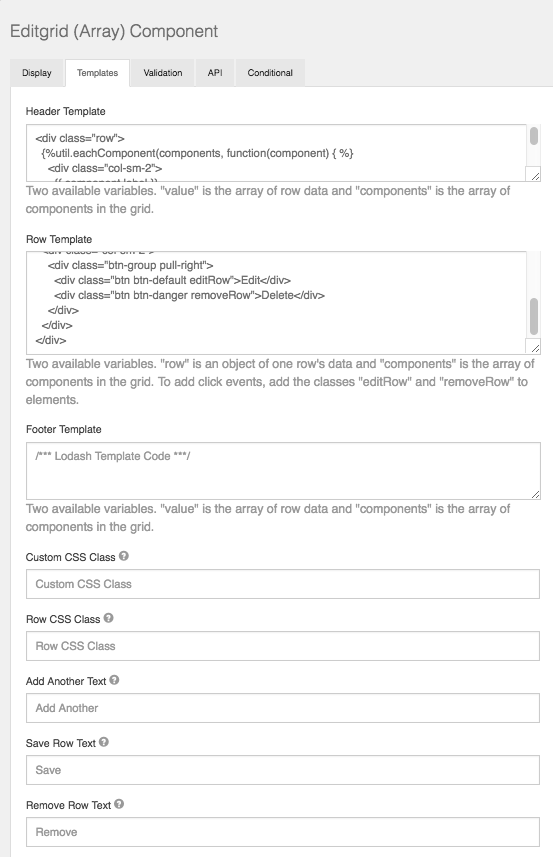 Editgrid (Array) Component
Display Templates Validation API Conditional
Header Template
<div class="row">
{%util.eachComponent(components, function(component) { %}
<div class="col-sm-2">
{{ component.label }}
Two available variables. "value" is the array of row data and "components" is the array of
components in the grid.
Row Template
<div class="col-sm-2">
<div class="btn-group pull-right">
<div class="btn btn-default editRow">Edit</div>
<div class="btn btn-danger removeRow">Delete</div>
</div>
</div>
</div>
Two available variables. "row" is an object of one row's data and "components" is the array of
components in the grid. To add click events, add the classes "editRow" and "removeRow" to
elements.
Footer Template
/*** Lodash Template Code ***/
Two available variables. "value" is the array of row data and "components" is the array of
components in the grid.
Custom CSS Class ?
Custom CSS Class
Row CSS Class ?
Row CSS Class
Add Another Text ?
Add Another
Save Row Text ?
Save
Remove Row Text ?
Remove